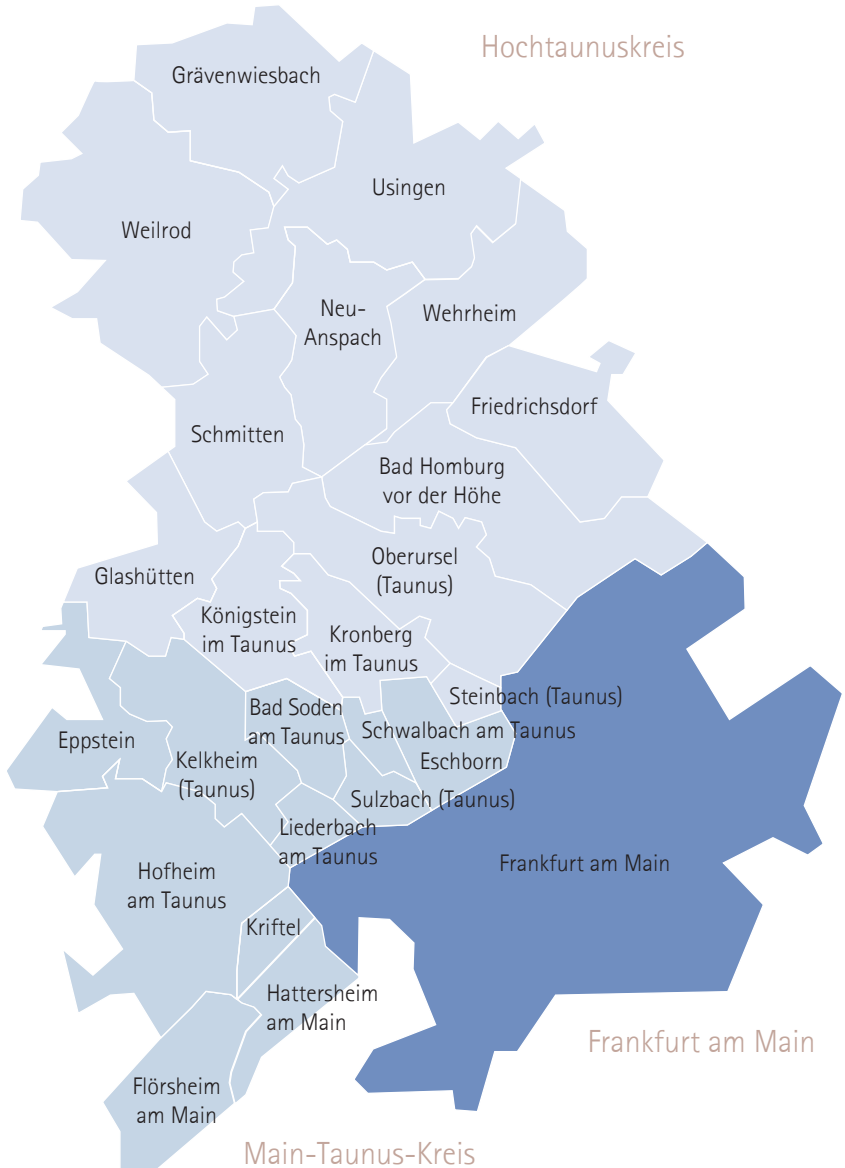 Hochtaunuskreis
Grävenwiesbach
Usingen
Weilrod
Neu-
Anspach
Wehrheim
Friedrichsdorf
Schmitten
Bad Homburg
vor der Höhe
Oberursel
(Taunus)
Glashütten
Königstein
im Taunus
Kronberg
im Taunus
Steinbach (Taunus)
Bad Soden
am Taunus
Schwalbach am Taunus
Eppstein
Eschborn
Kelkheim
(Taunus)
Sulzbach (Taunus)
Liederbach
am Taunus
Frankfurt am Main
Hofheim
am Taunus
Kriftel
Hattersheim
am Main
Frankfurt am Main
Flörsheim
am Main
Main-Taunus-Kreis